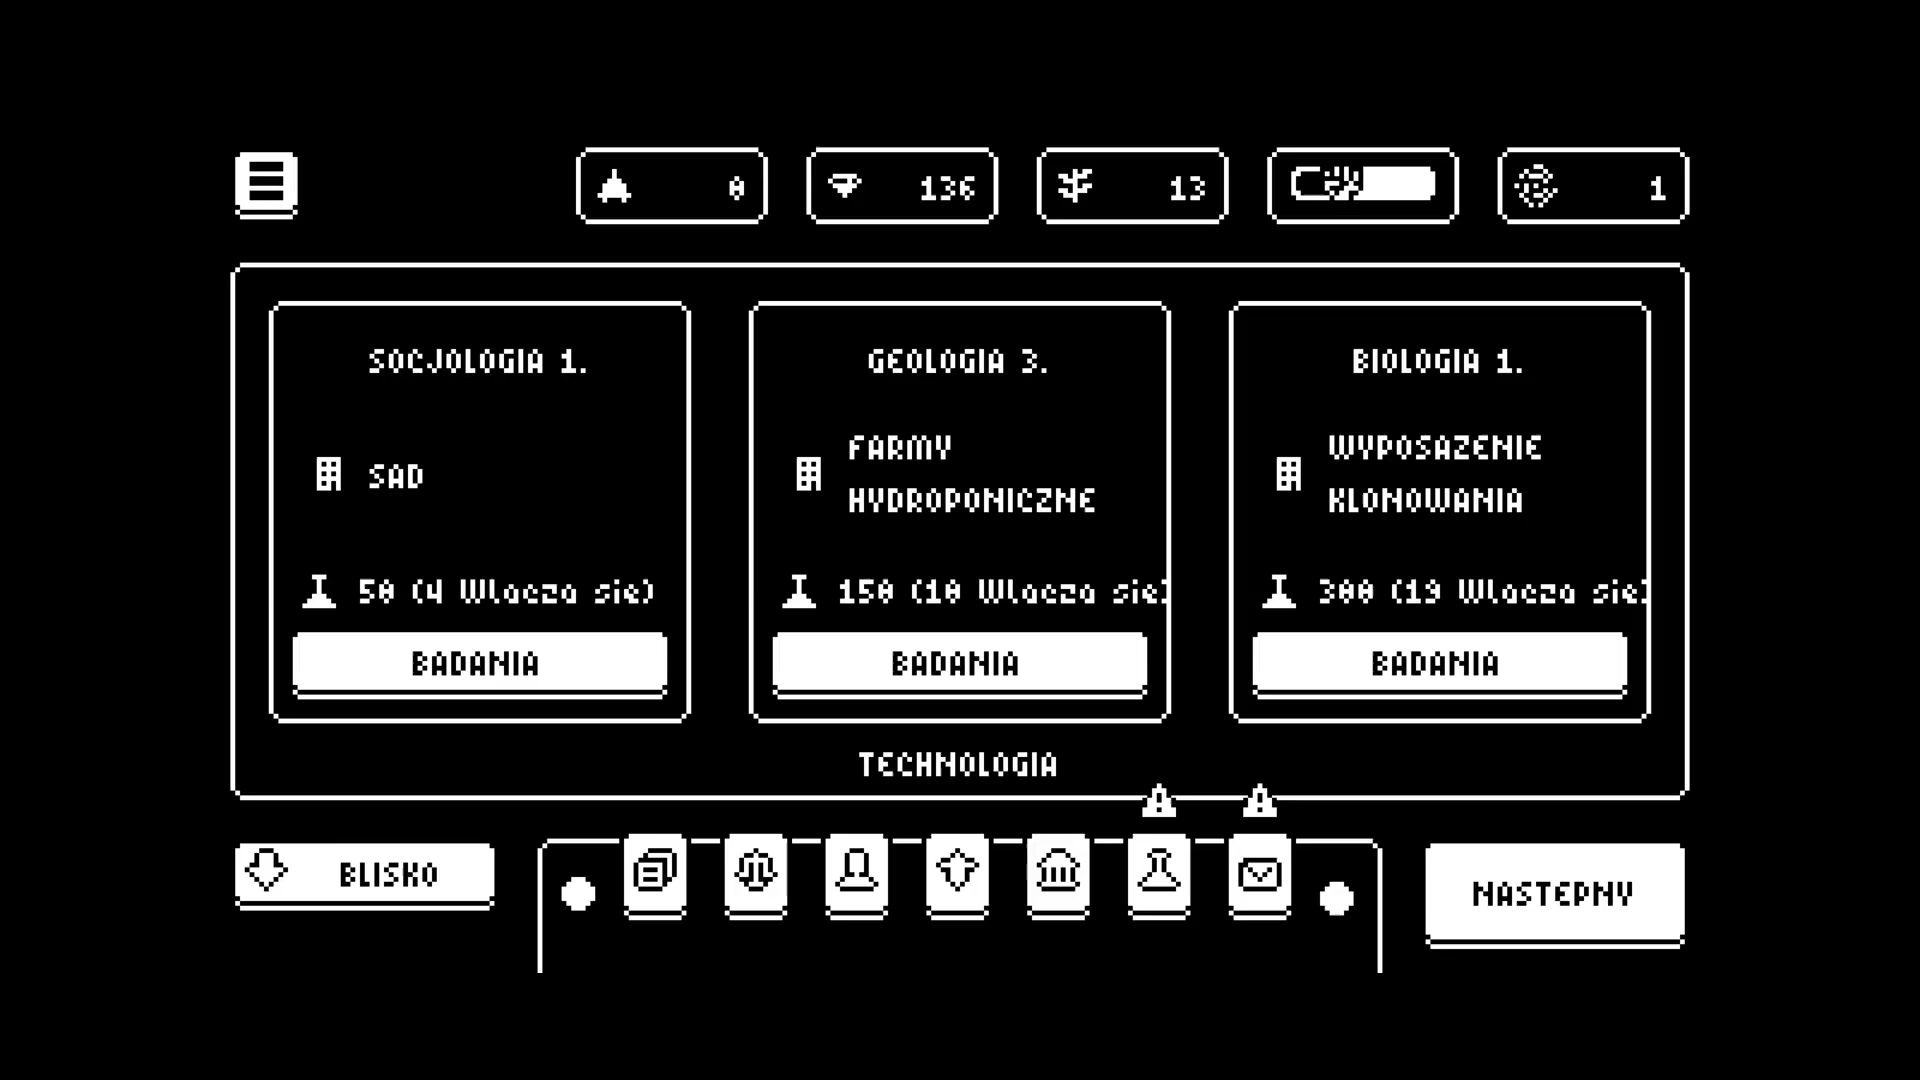 0 136 13 1
SOCJOLOGIA 1.
SAD
50 (4 Wlacza sie)
BADANIA
GEOLOGIA 3.
FARMY
HYDROPONICZNE
150 (10 Wlacza sie)
BADANIA
BIOLOGIA 1.
WYPOSAZENIE
KLONOWANIA
300 (19 Wlacza sie)
BADANIA
TECHNOLOGIA
BLISKO
NASTEPNY